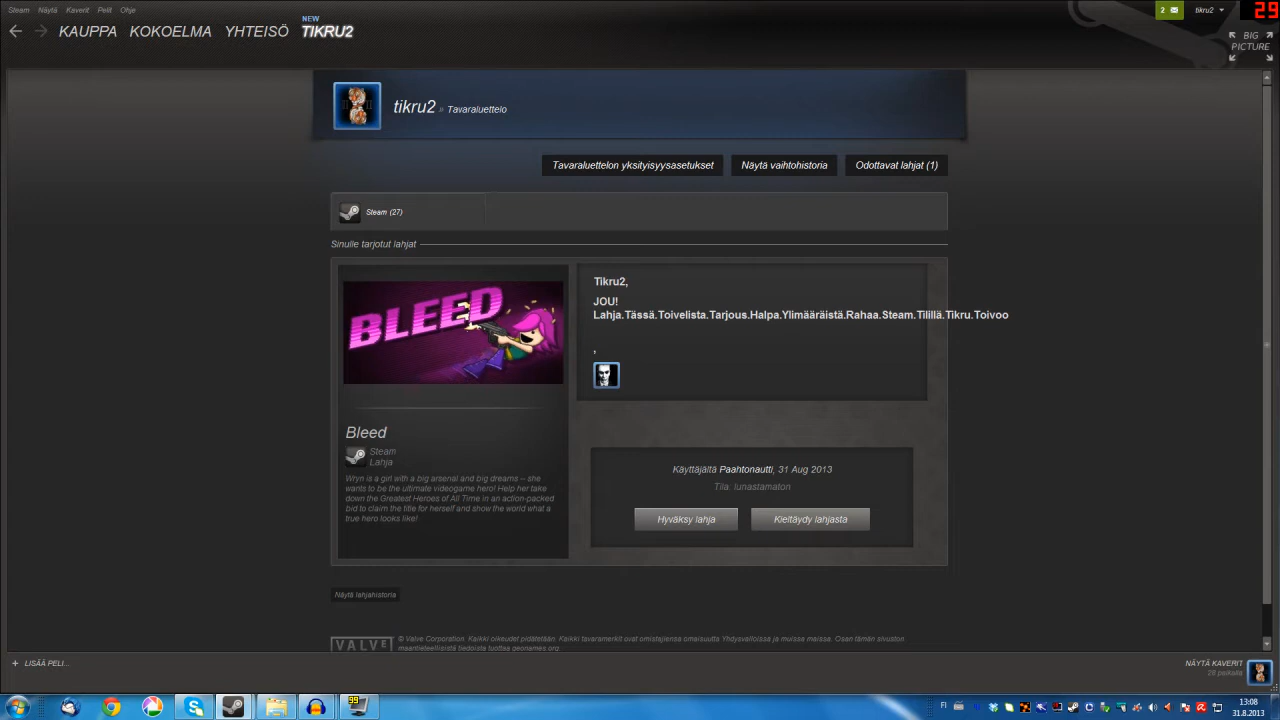 Steam Näytä Kaverit Pelit Ohje
2
tikru2
29
NEW
KAUPPA KOKOELMA YHTEISÖ TIKRU2
BIG
PICTURE
tikru2 » Tavaraluettelo
Tavaraluettelon yksityisyysasetukset
Näytä vaihtohistoria
Odottavat lahjat (1)
Steam (27)
Sinulle tarjotut lahjat
BLEED
Bleed
Steam
Lahja
Wryn is a girl with a big arsenal and big dreams -- she
wants to be the ultimate videogame hero! Help her take
down the Greatest Heroes of All Time in an action-packed
bid to claim the title for herself and show the world what a
true hero looks like!
Tikru2,
JOU!
Lahja.Tässä.Toivelista.Tarjous.Halpa.Ylimääräistä.Rahaa.Steam.Tilillä.Tikru.Toivoo
,
Käyttäjältä Paahtonautti, 31 Aug 2013
Tila: lunastamaton
Hyväksy lahja
Kieltäydy lahjasta
Näytä lahjahistoria
VALVE
© Valve Corporation. Kaikki oikeudet pidätetään. Kaikki tavaramerkit ovat omistajiensa omaisuutta Yhdysvalloissa ja muissa maissa. Osan tämän sivuston
maantieteellisistä tiedoista tuottaa geonames.org.
+ LISÄÄ PELI...
NÄYTÄ KAVERIT
28 paikalla
99
FI
13:08
31.8.2013